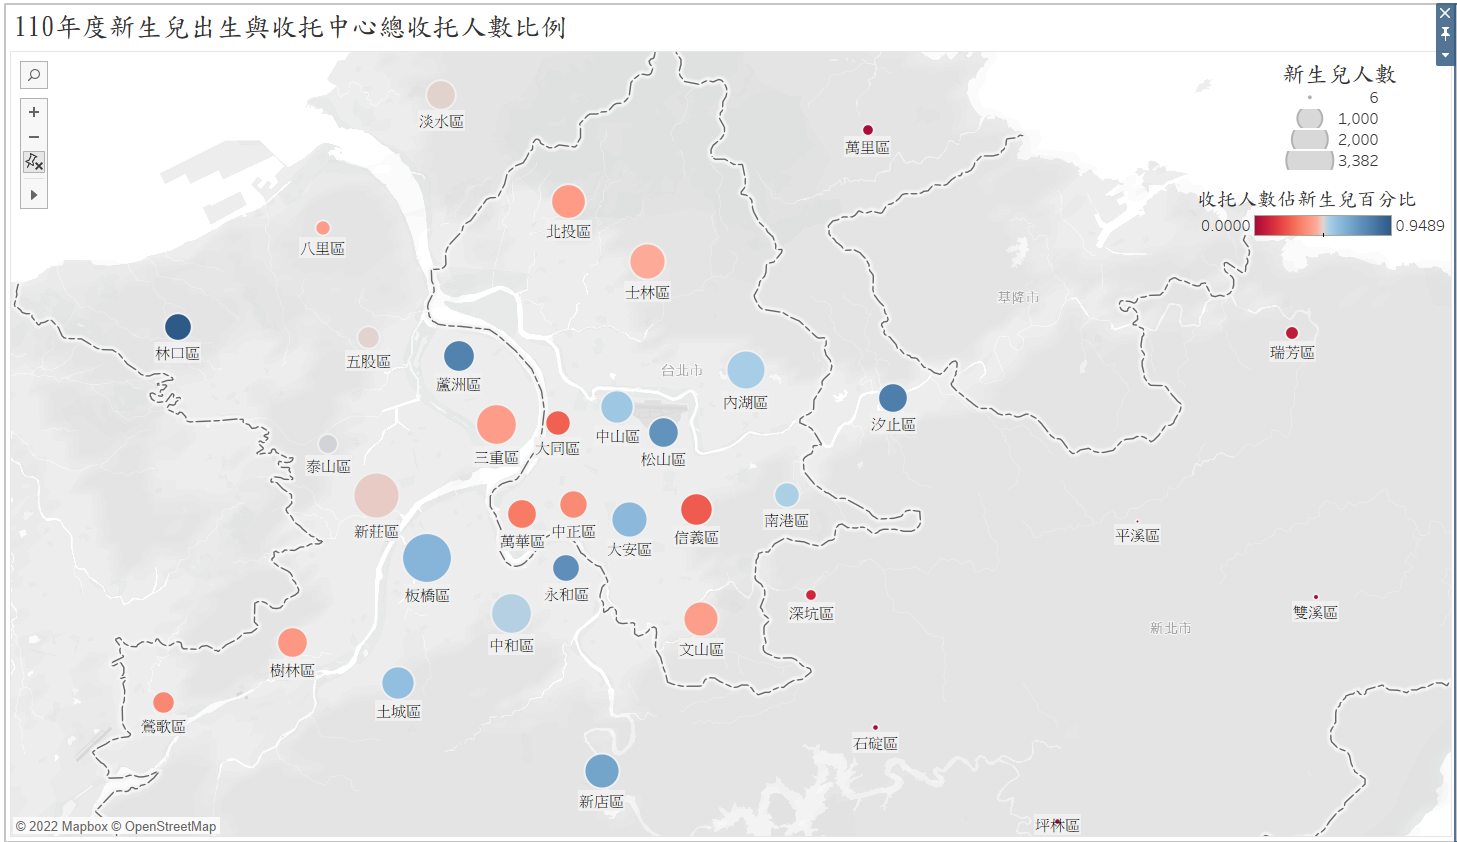 110年度新生兒出生與收托中心總收托人數比例
新生兒人數
6
1,000
2,000
3,382
收托人數佔新生兒百分比
0.0000
0.9489
淡水區
萬里區
北投區
八里區
士林區
基隆市
林口區
五股區
蘆洲區
台北市
內湖區
瑞芳區
汐止區
三重區
大同區
中山區
松山區
泰山區
新莊區
萬華區
中正區
大安區
信義區
南港區
平溪區
板橋區
永和區
深坑區
雙溪區
中和區
文山區
新北市
樹林區
土城區
鶯歌區
石碇區
新店區
坪林區
© 2022 Mapbox © OpenStreetMap